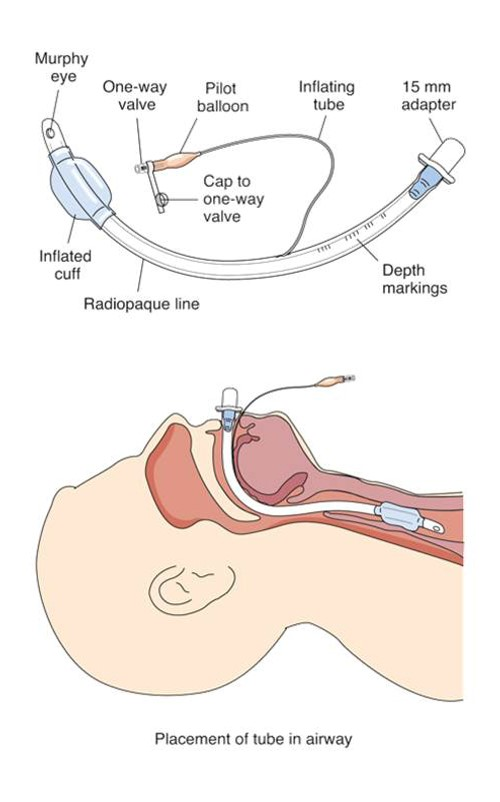 Murphy
eye
One-way
valve
Pilot
balloon
Inflating
tube
15 mm
adapter
Cap to
one-way
valve
Inflated
cuff
Radiopaque line
Depth
markings
Placement of tube in airway